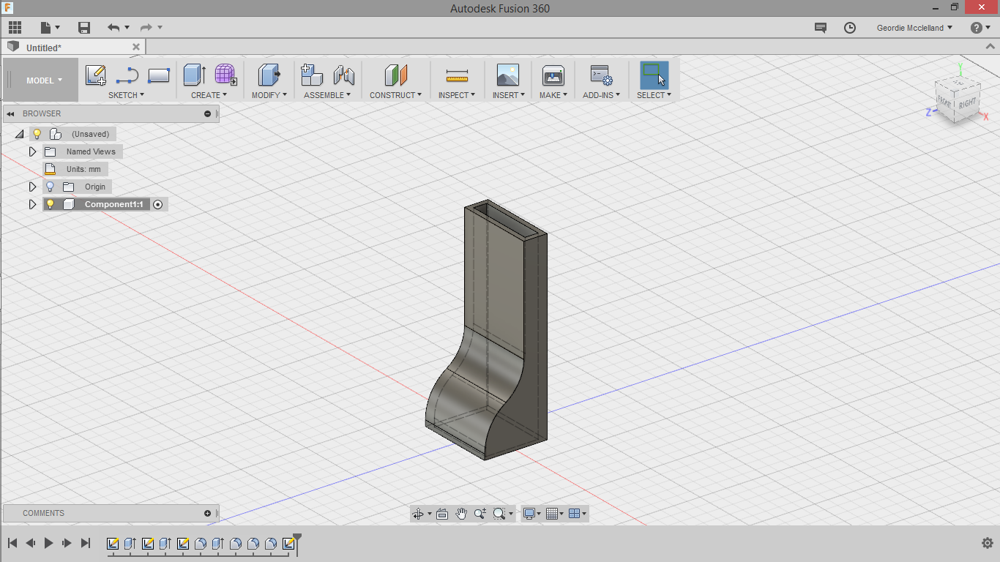 Autodesk Fusion 360
Geordie Mcclelland
Untitled*
MODEL
SKETCH
CREATE
MODIFY
ASSEMBLE
CONSTRUCT
INSPECT
INSERT
MAKE
ADD-INS
SELECT
BROWSER
(Unsaved)
Named Views
Units: mm
Origin
Component1:1
Y
FRONT
RIGHT
Z
X
COMMENTS